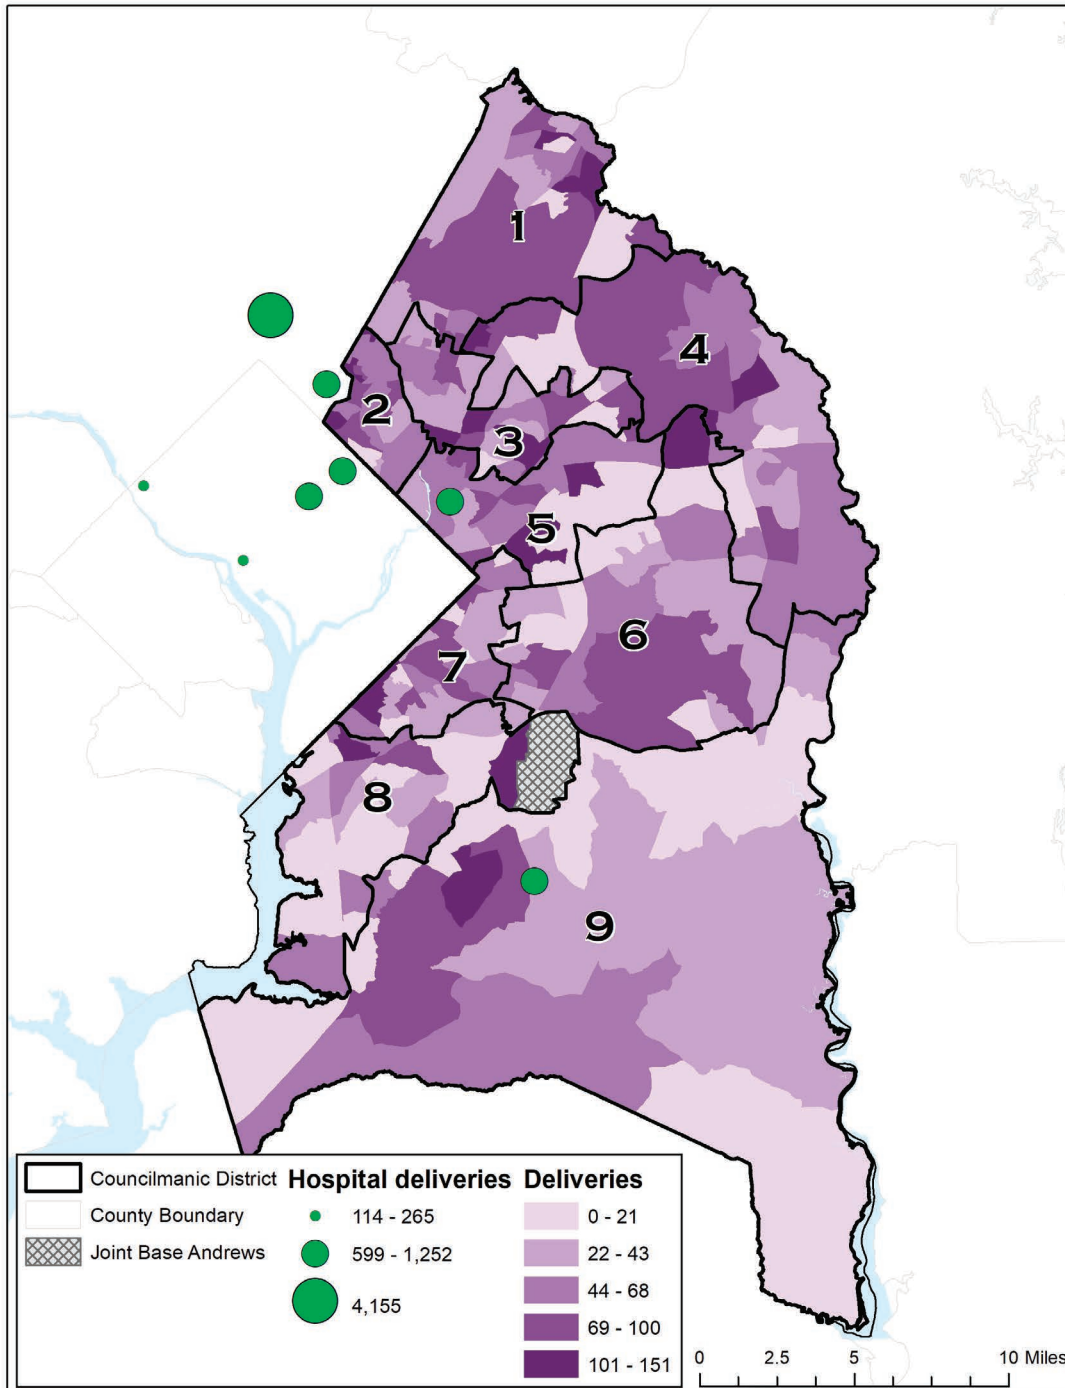 1
4
2
3
5
6
7
8
9
Councilmanic District
County Boundary
Joint Base Andrews
Hospital deliveries
114 - 265
599 - 1,252
4,155
Deliveries
0 - 21
22 - 43
44 - 68
69 - 100
101 - 151
0 2.5 5 10 Miles